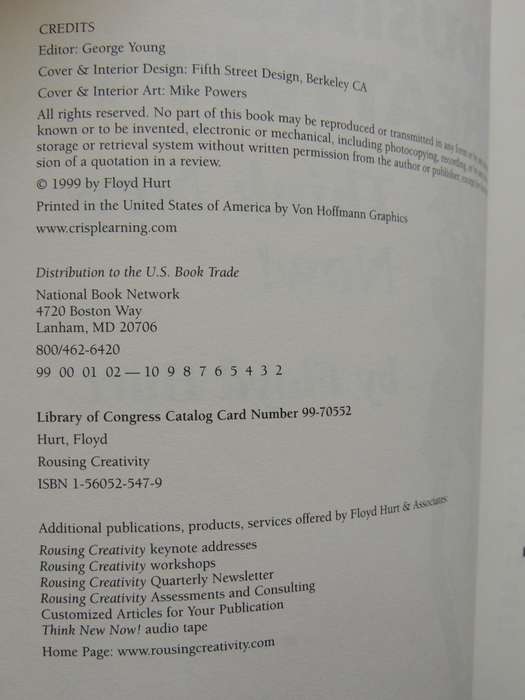 CREDITS
Editor: George Young
Cover & Interior Design: Fifth Street Design, Berkeley CA
Cover & Interior Art: Mike Powers
All rights reserved. No part of this book may be reproduced or transmitted in any form or
known or to be invented, electronic or mechanical, including photocopying, recording,
storage or retrieval system without written permission from the author or publisher, except
sion of a quotation in a review.
© 1999 by Floyd Hurt
Printed in the United States of America by Von Hoffmann Graphics
www.crisplearning.com
Distribution to the U.S. Book Trade
National Book Network
4720 Boston Way
Lanham, MD 20706
800/462-6420
99 00 01 02 — 10 9 8 7 6 5 4 3 2
Library of Congress Catalog Card Number 99-70552
Hurt, Floyd
Rousing Creativity
ISBN 1-56052-547-9
Additional publications, products, services offered by Floyd Hurt & Associates
Rousing Creativity keynote addresses
Rousing Creativity workshops
Rousing Creativity Quarterly Newsletter
Rousing Creativity Assessments and Consulting
Customized Articles for Your Publication
Think New Now! audio tape
Home Page: www.rousingcreativity.com